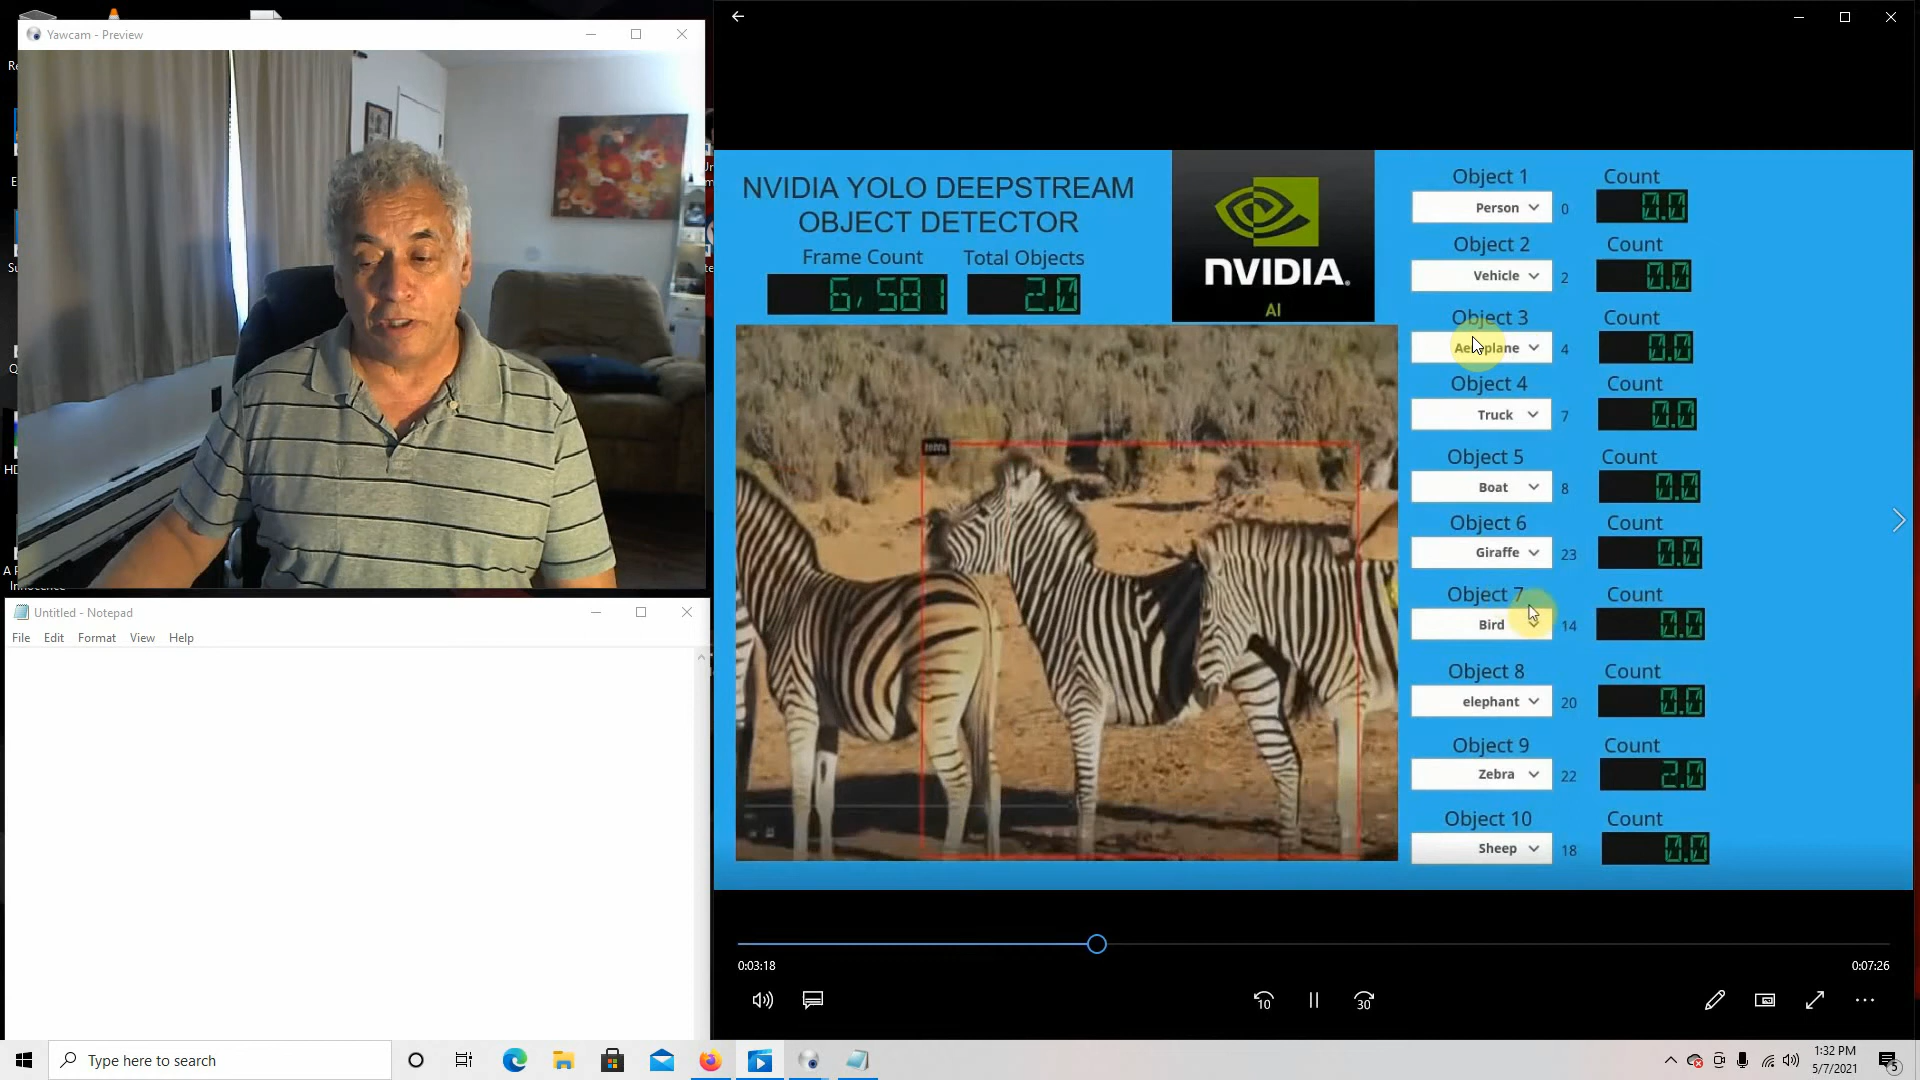 Yawcam - Preview
NVIDIA YOLO DEEPSTREAM
OBJECT DETECTOR
Frame Count
Total Objects
6,581
2.0
NVIDIA.
AI
Object 1
Count
Person
0
0.0
Object 2
Count
Vehicle
2
0.0
Object 3
Count
Aeroplane
4
0.0
Object 4
Count
Truck
7
0.0
Object 5
Count
Boat
8
0.0
Object 6
Count
Giraffe
23
0.0
Object 7
Count
Bird
14
0.0
Object 8
Count
elephant
20
0.0
Object 9
Count
Zebra
22
2.0
Object 10
Count
Sheep
18
0.0
Untitled - Notepad
File Edit Format View Help
0:03:18
0:07:26
10
30
Type here to search
1:32 PM
5/7/2021
5